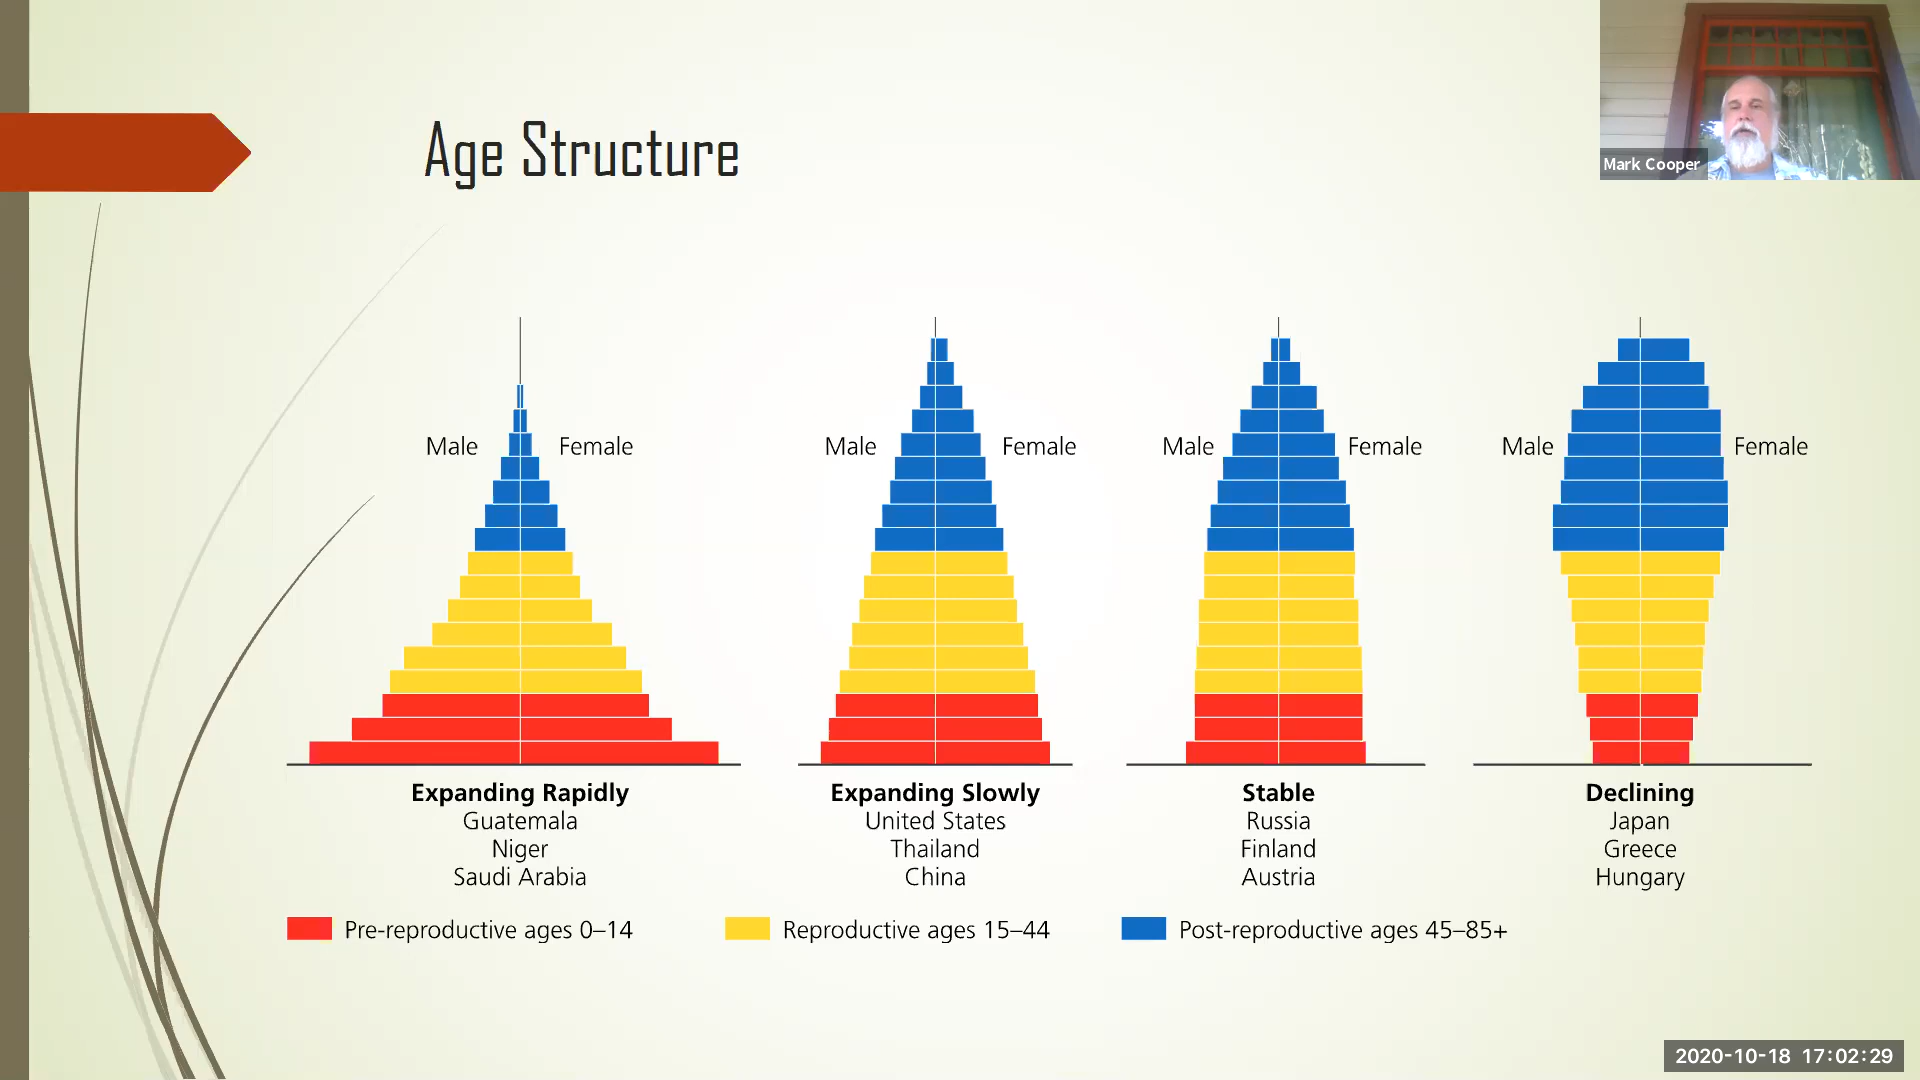 Age Structure
Mark Cooper
Male Female
Male Female
Male Female
Male Female
Expanding Rapidly
Guatemala
Niger
Saudi Arabia
Expanding Slowly
United States
Thailand
China
Stable
Russia
Finland
Austria
Declining
Japan
Greece
Hungary
Pre-reproductive ages 0–14
Reproductive ages 15–44
Post-reproductive ages 45–85+
2020-10-18 17:02:29